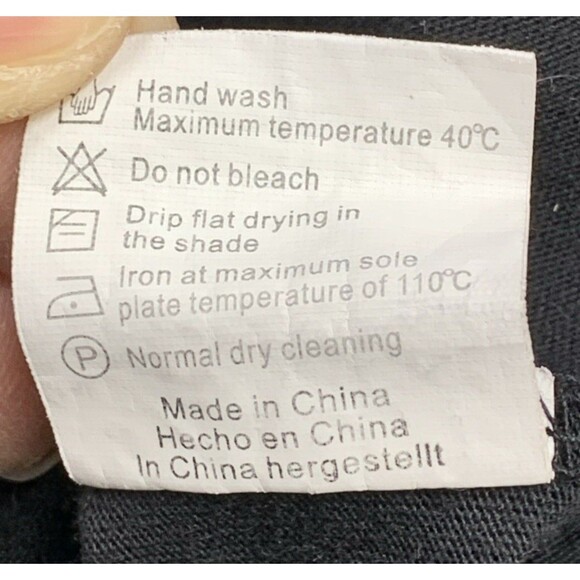 Hand wash
Maximum temperature 40℃
Do not bleach
Drip flat drying in
the shade
Iron at maximum sole
plate temperature of 110℃
P Normal dry cleaning
Made in China
Hecho en China
In China hergestellt